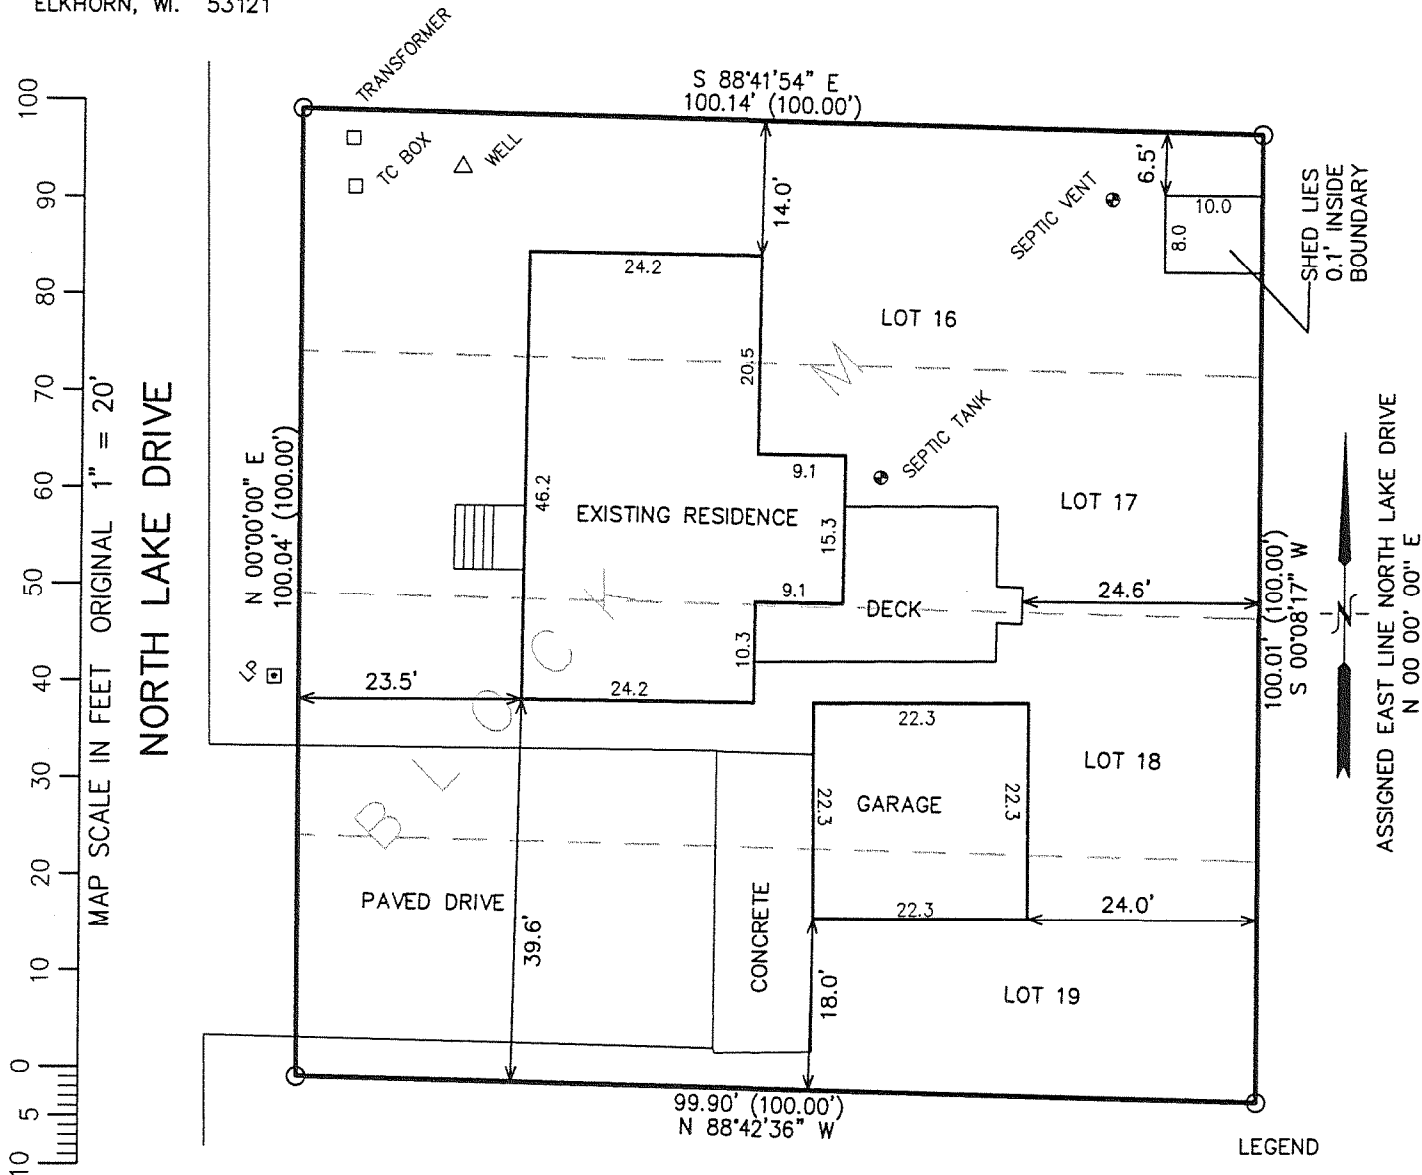 ELKHORN, WI. 53121
TRANSFORMER
TC BOX
WELL
S 88°41'54" E
100.14' (100.00')
14.0'
6.5'
SEPTIC VENT
10.0
8.0
SHED LIES
0.1' INSIDE
BOUNDARY
24.2
LOT 16
20.5
SEPTIC TANK
LOT 17
46.2
EXISTING RESIDENCE
9.1
15.3
9.1
DECK
24.6'
10.3
24.2
23.5'
LP
N 00°00'00" E
100.04' (100.00')
NORTH LAKE DRIVE
MAP SCALE IN FEET ORIGINAL 1" = 20'
100
90
80
70
60
50
40
30
20
10
0
5
10
100.01' (100.00')
S 00°08'17" W
N
ASSIGNED EAST LINE NORTH LAKE DRIVE
N 00 00' 00" E
BLOCK M
22.3
22.3
GARAGE
22.3
22.3
LOT 18
24.0'
PAVED DRIVE
39.6'
CONCRETE
18.0'
LOT 19
99.90' (100.00')
N 88°42'36" W
LEGEND